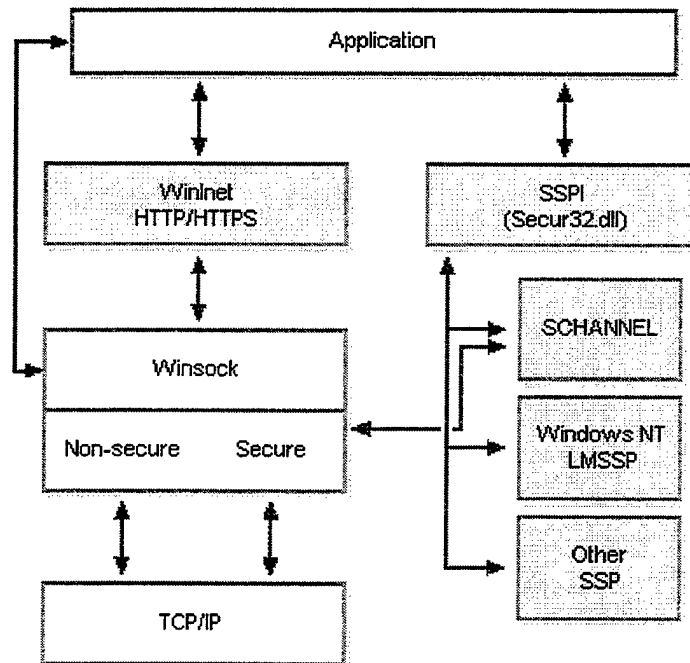 Application
WinInet
HTTP/HTTPS
SSPI
(Secur32.dll)
SCHANNEL
Winsock
Non-secure Secure
Windows NT
LMSSP
Other
SSP
TCP/IP